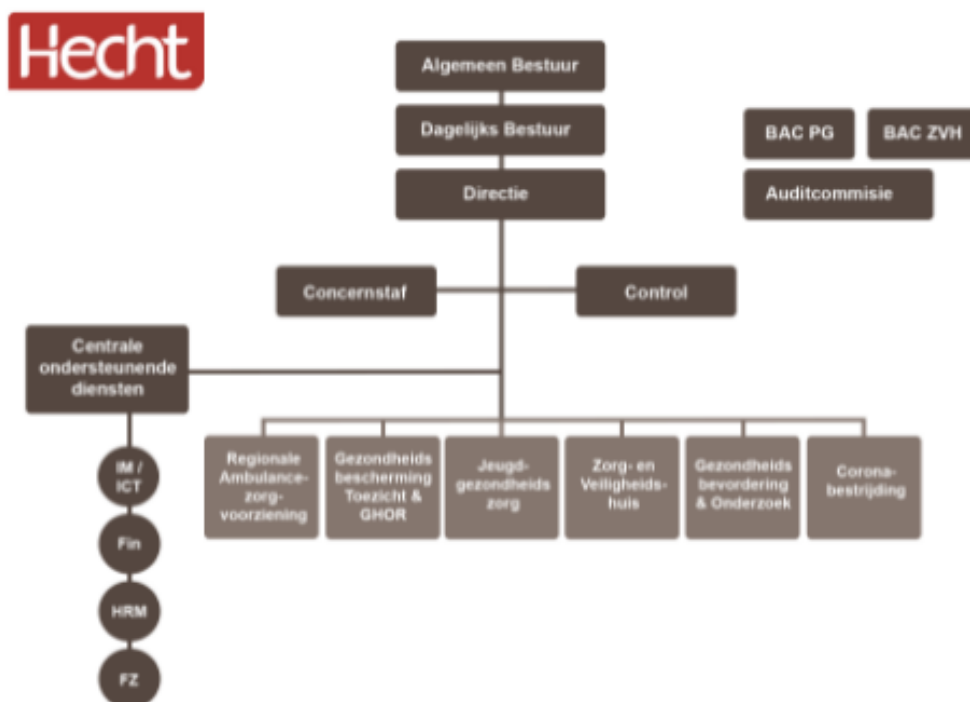 Hecht
Algemeen Bestuur
Dagelijks Bestuur
Directie
BAC PG
BAC ZVH
Auditcommisie
Concernstaf
Control
Centrale
ondersteunende
diensten
IM /
ICT
Fin
HRM
FZ
Regionale
Ambulance-
zorg-
voorziening
Gezondheids
bescherming
Toezicht &
GHOR
Jeugd-
gezondheids
zorg
Zorg- en
Veiligheids-
huis
Gezondheids
bevordering
& Onderzoek
Corona-
bestrijding